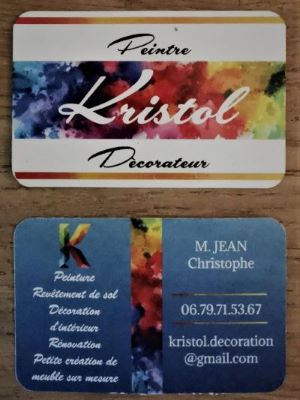 Peintre
Kristol
Dècorateur
K
Peinture
Revêtement de sol
Décoration
d'intérieur
Rénovation
Petite création de
meuble sur mesure
M. JEAN
Christophe
06.79.71.53.67
kristol.decoration
@gmail.com